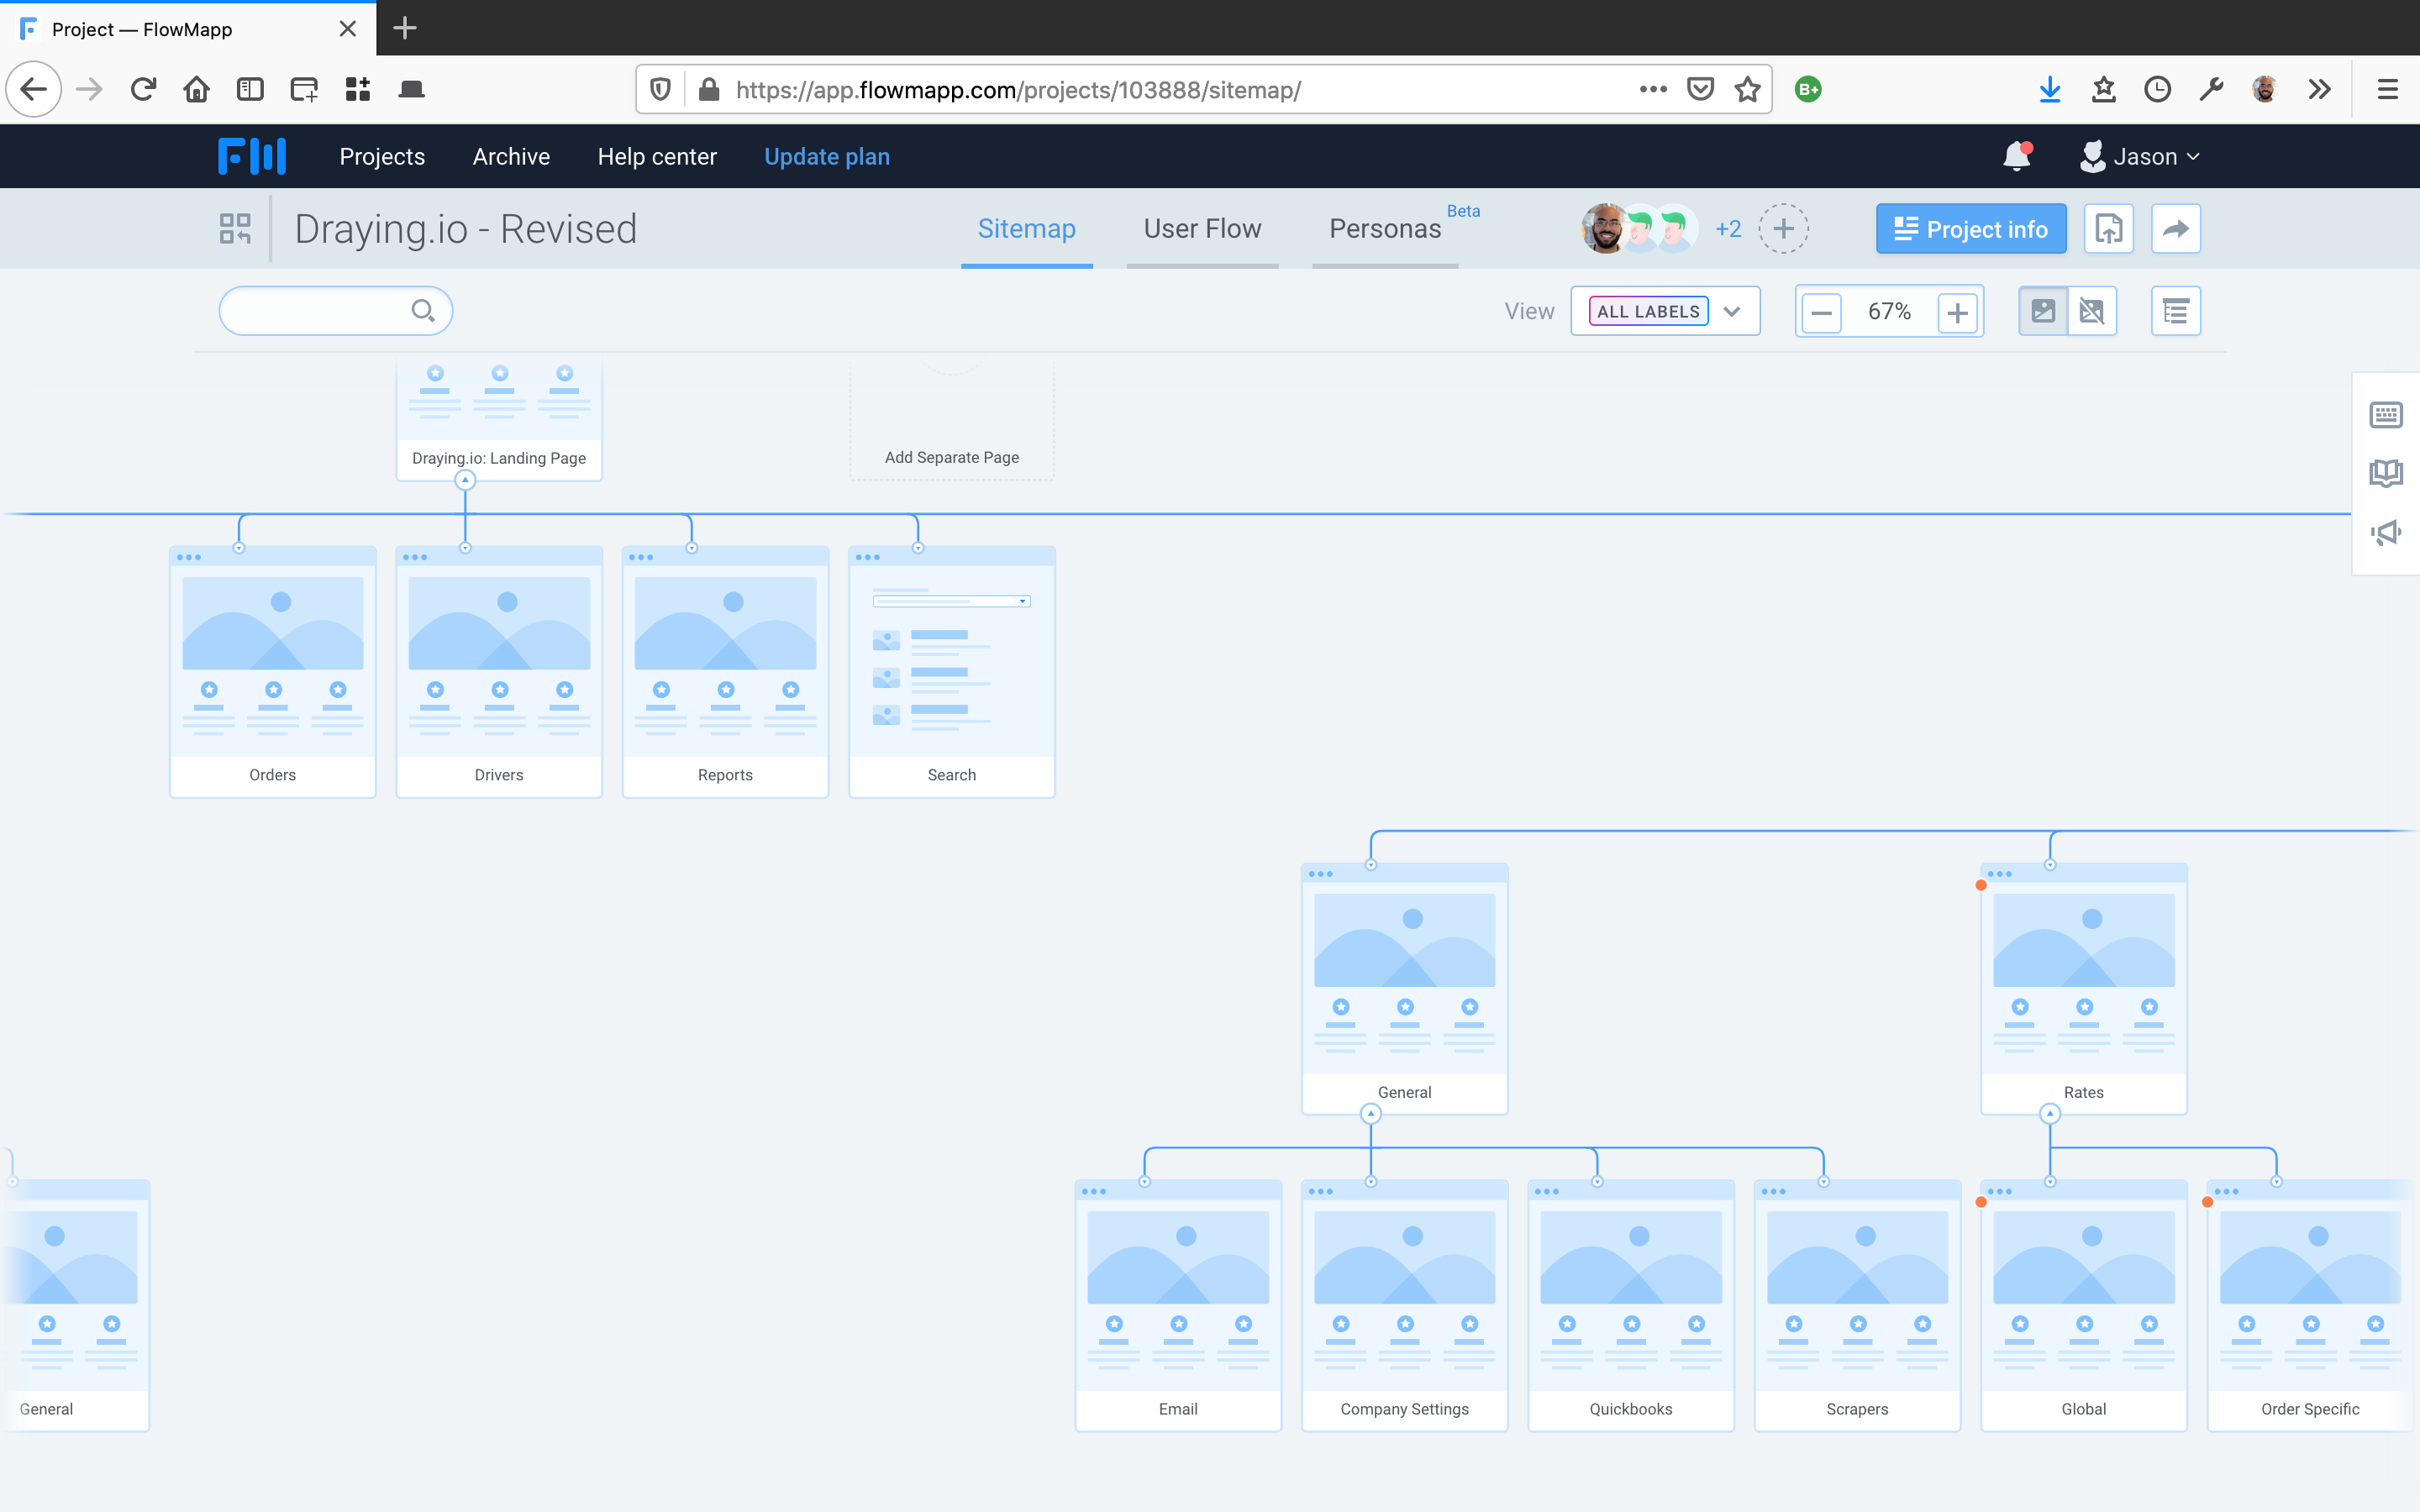 Project — FlowMapp
https://app.flowmapp.com/projects/103888/sitemap/
B+
Projects
Archive
Help center
Update plan
Jason
Draying.io - Revised
Sitemap
User Flow
Personas
Beta
+2
Project info
View
ALL LABELS
67%
Draying.io: Landing Page
Add Separate Page
Orders
Drivers
Reports
Search
General
Rates
General
Email
Company Settings
Quickbooks
Scrapers
Global
Order Specific